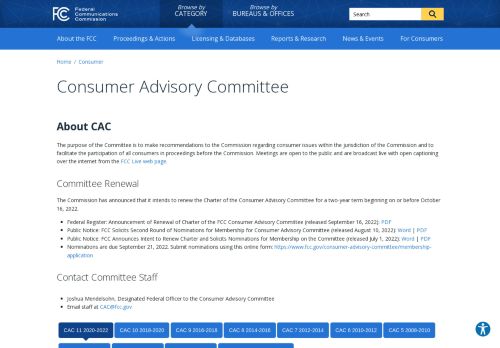 Federal
Communications
Commission
Browse by
CATEGORY
Browse by
BUREAUS & OFFICES
Search
About the FCC
Proceedings & Actions
Licensing & Databases
Reports & Research
News & Events
For Consumers
Home / Consumer
Consumer Advisory Committee
About CAC
The purpose of the Committee is to make recommendations to the Commission regarding consumer issues within the jurisdiction of the Commission and to
facilitate the participation of all consumers in proceedings before the Commission. Meetings are open to the public and are broadcast live with open captioning
over the internet from the FCC Live web page.
Committee Renewal
The Commission has announced that it intends to renew the Charter of the Consumer Advisory Committee for a two-year term beginning on or before October
16, 2022.
Federal Register: Announcement of Renewal of Charter of the FCC Consumer Advisory Committee (released September 16, 2022): PDF
Public Notice: FCC Solicits Second Round of Nominations for Membership for Consumer Advisory Committee (released August 10, 2022): Word | PDF
Public Notice: FCC Announces Intent to Renew Charter and Solicits Nominations for Membership on the Committee (released July 1, 2022): Word | PDF
Nominations are due September 21, 2022. Submit nominations using this online form: https://www.fcc.gov/consumer-advisory-committee/membership-
application
Contact Committee Staff
Joshua Mendelsohn, Designated Federal Officer to the Consumer Advisory Committee
Email staff at CAC@fcc.gov
CAC 11 2020-2022
CAC 10 2018-2020
CAC 9 2016-2018
CAC 8 2014-2016
CAC 7 2012-2014
CAC 6 2010-2012
CAC 5 2008-2010